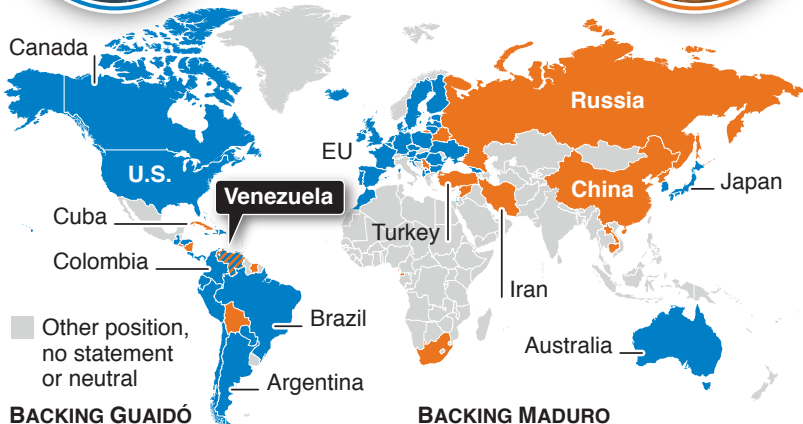 Canada
Russia
EU
U.S.
China
Japan
Venezuela
Cuba
Turkey
Colombia
Iran
Brazil
Other position,
no statement
or neutral
Australia
Argentina
BACKING GUAIDÓ
BACKING MADURO